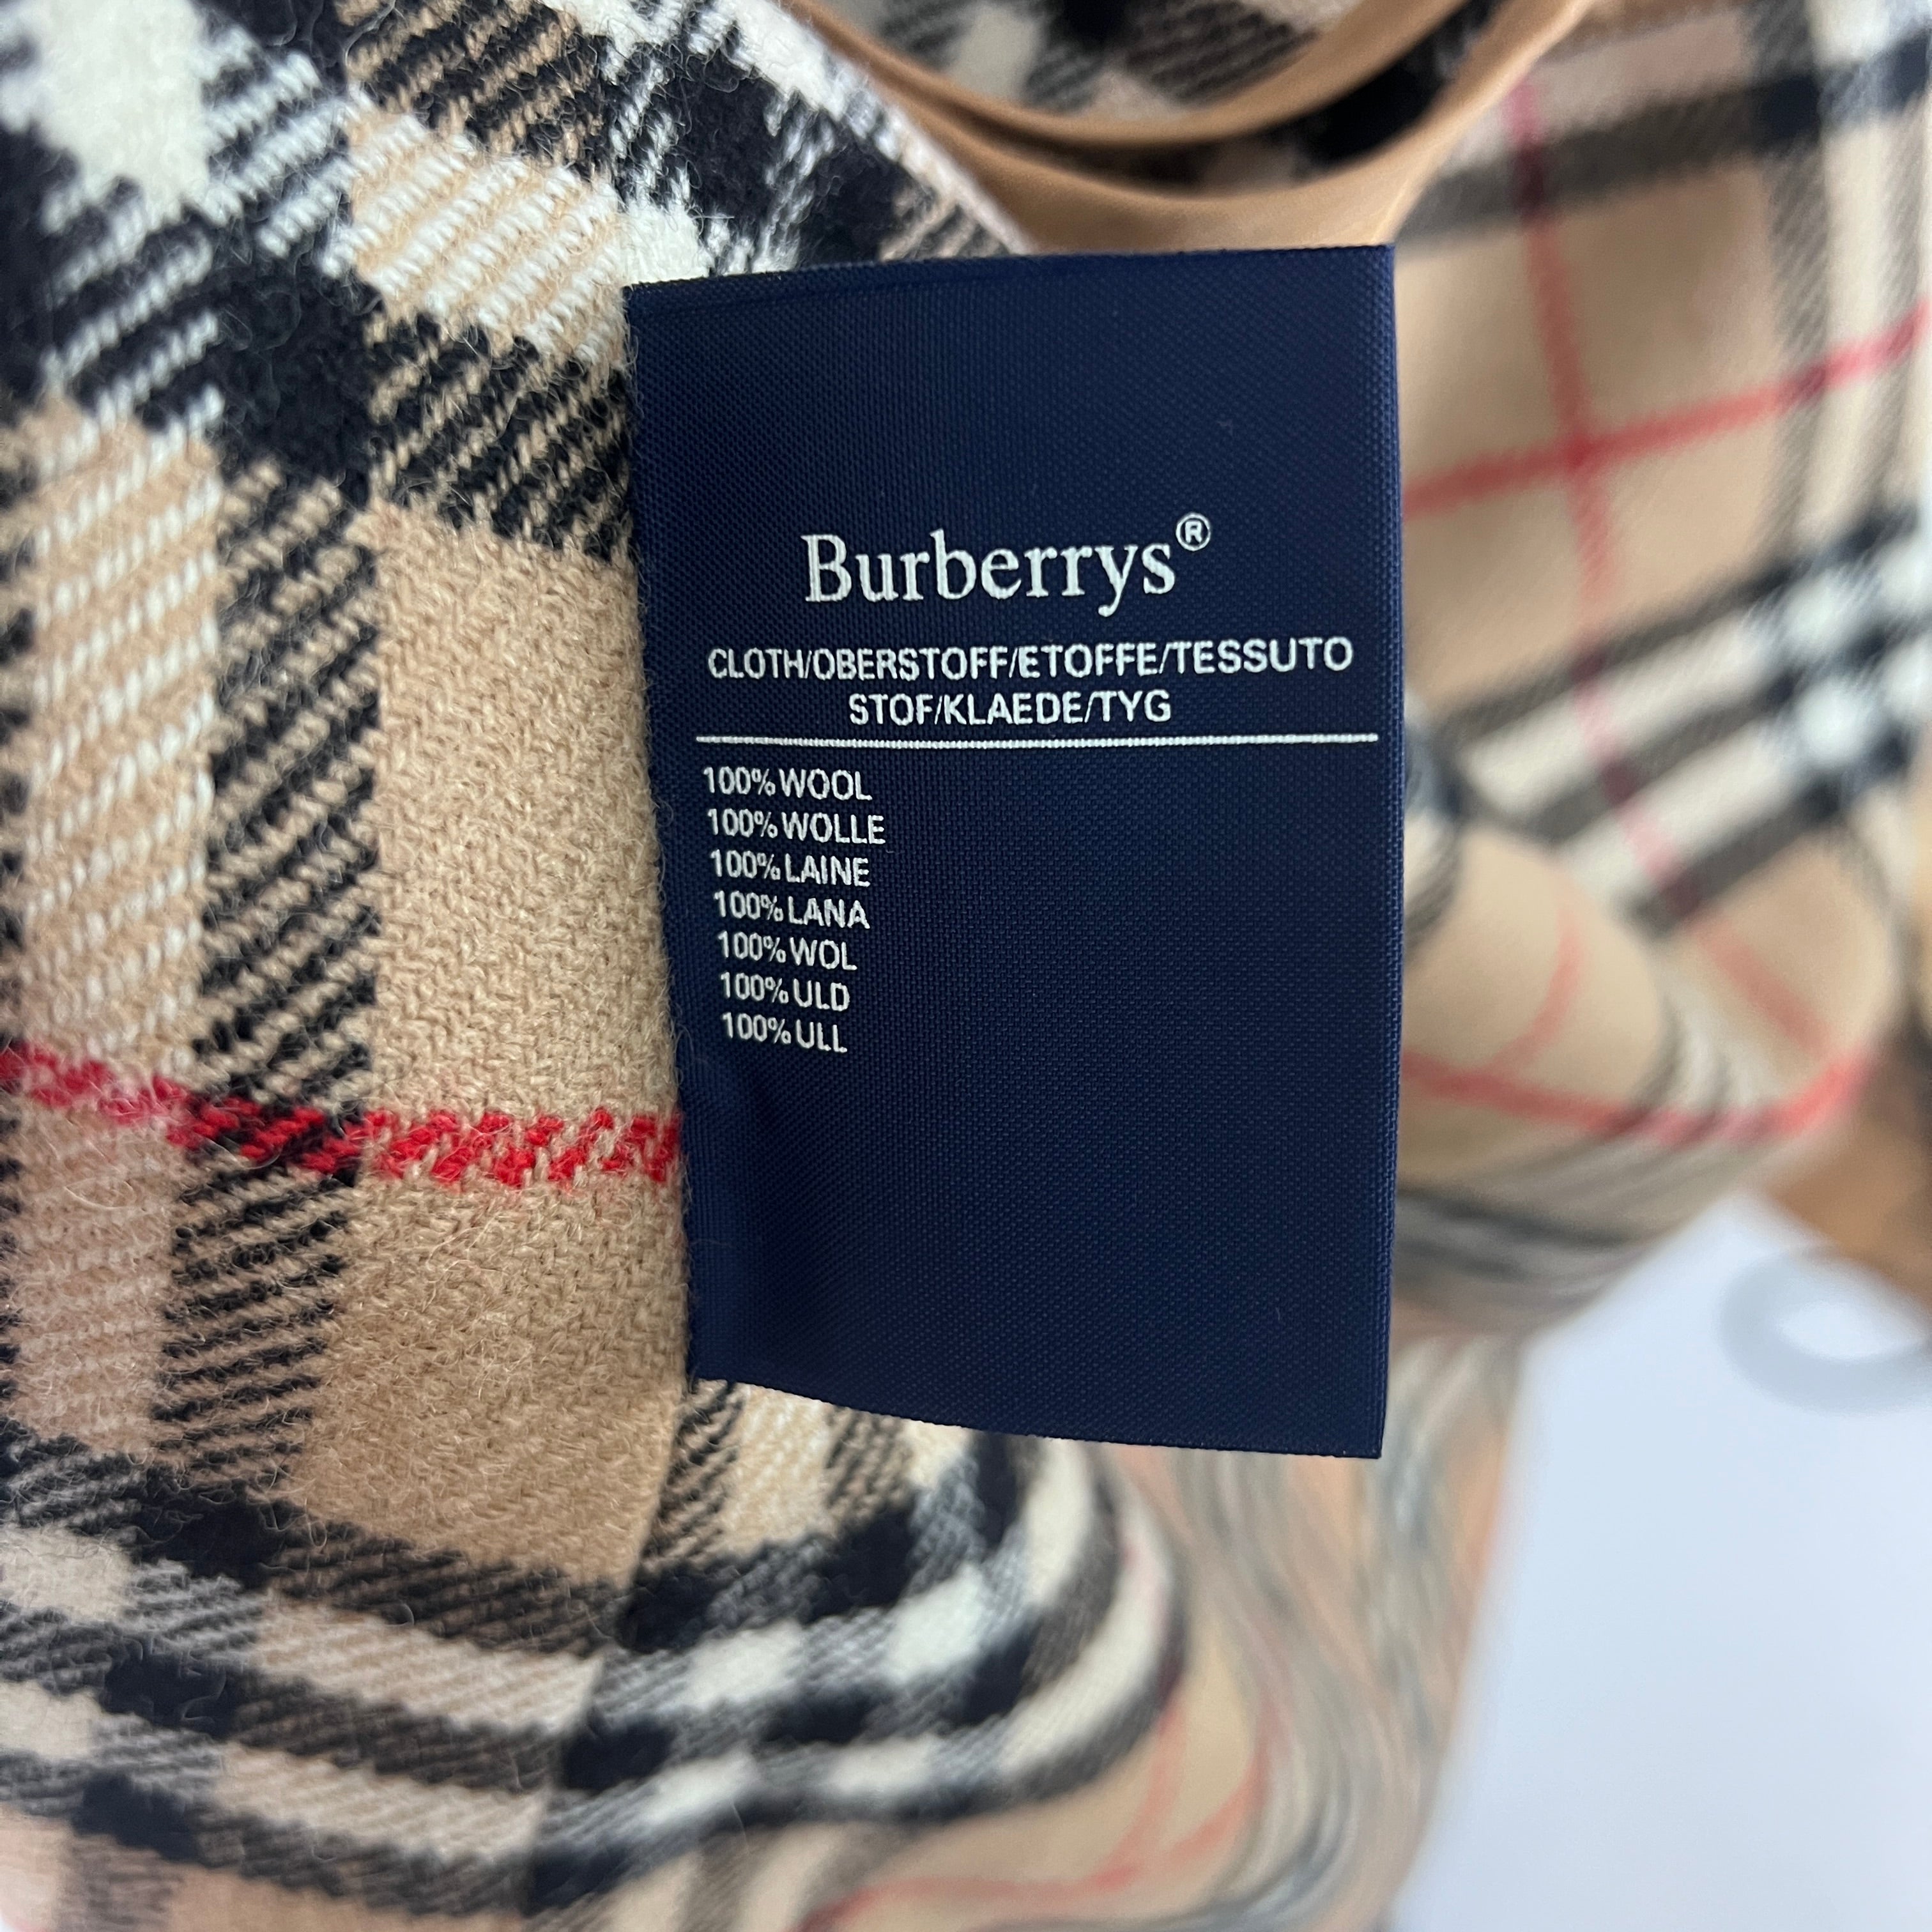 Burberrys®
CLOTH/OBERSTOFF/ETOFFE/TESSUTO
STOF/KLAEDE/TYG
100% WOOL
100% WOLLE
100% LAINE
100% LANA
100% WOL
100% ULD
100% ULL